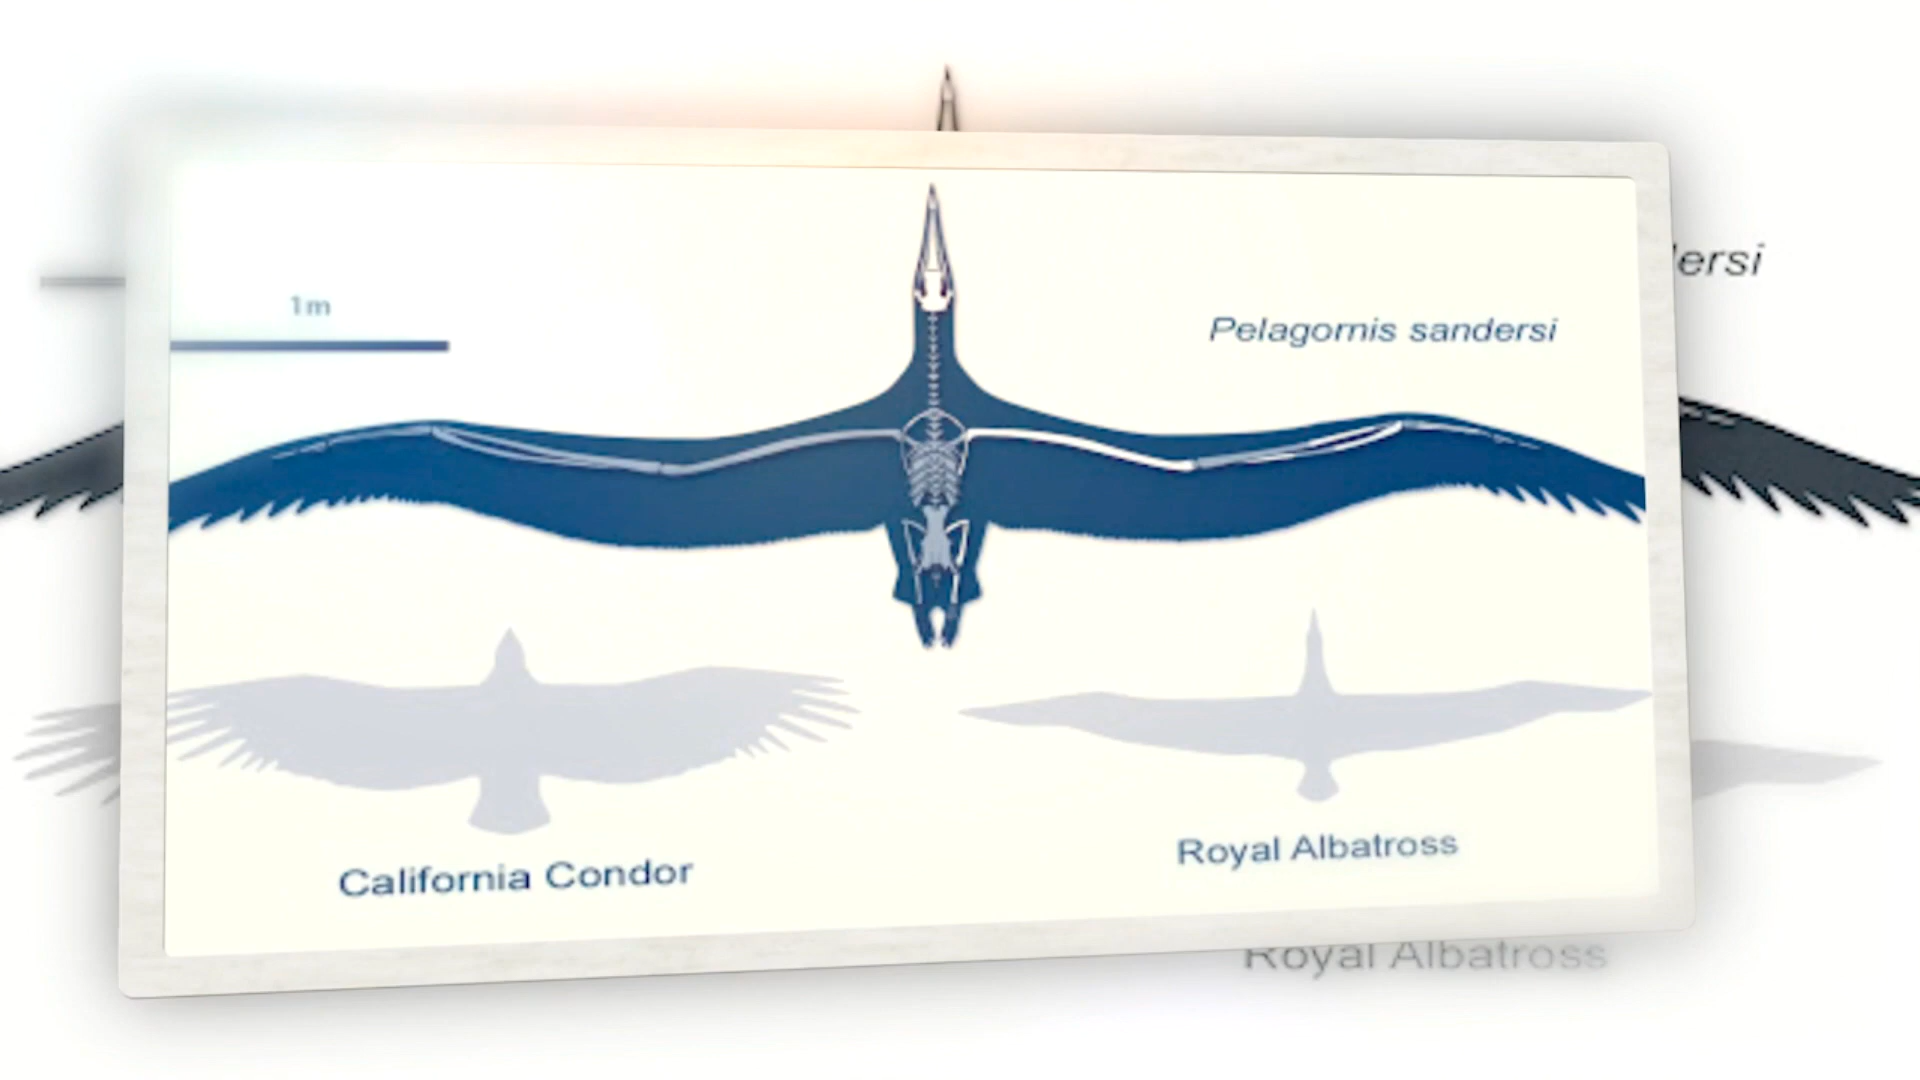 1m
Pelagornis sandersi
California Condor
Royal Albatross
ersi
Royal Albatross